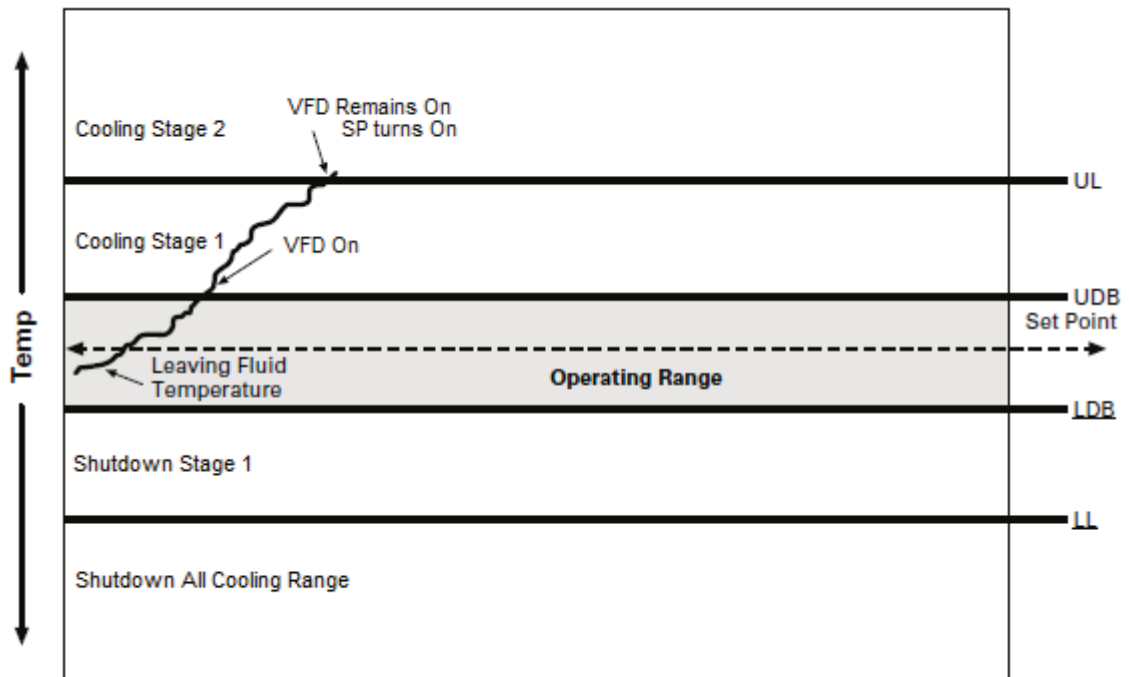 VFD Remains On
SP turns On
Cooling Stage 2
UL
Cooling Stage 1
VFD On
UDB
Set Point
Temp
Leaving Fluid
Temperature
Operating Range
LDB
Shutdown Stage 1
LL
Shutdown All Cooling Range